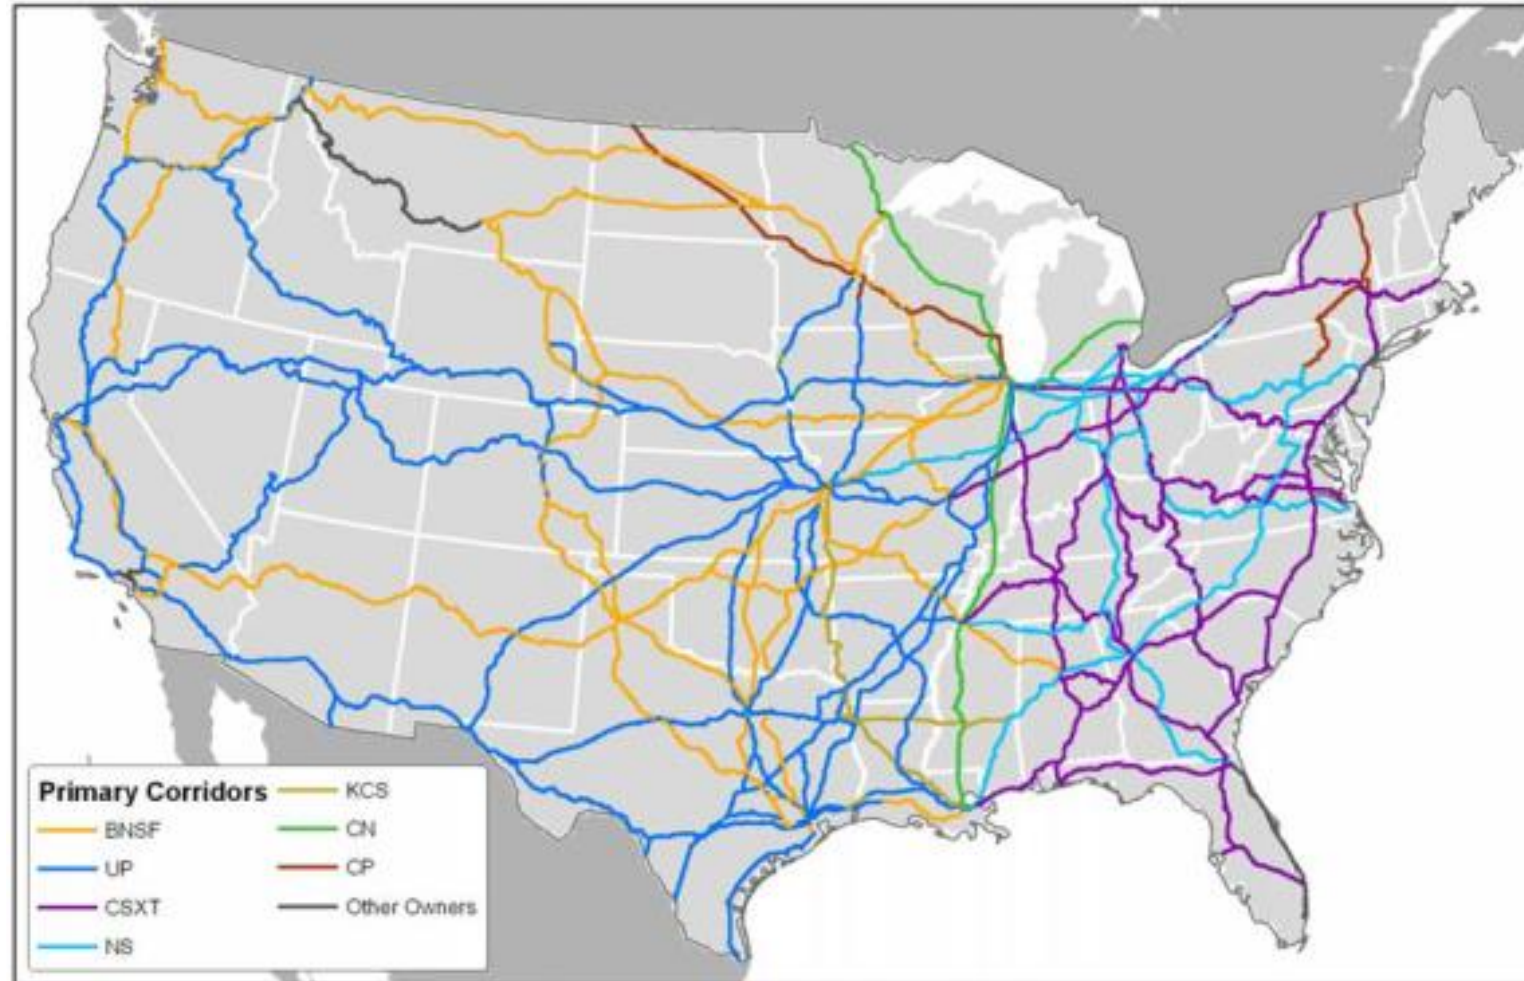 Primary Corridors
BNSF
UP
CSXT
NS
KCS
CN
CP
Other Owners